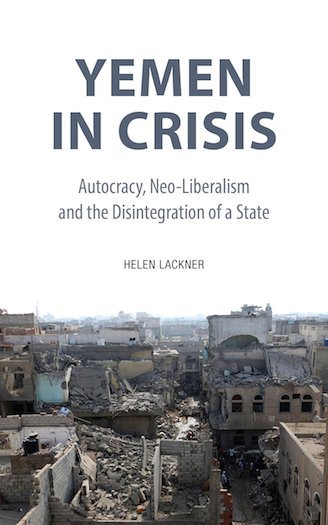 YEMEN
IN CRISIS
Autocracy, Neo-Liberalism
and the Disintegration of a State
HELEN LACKNER